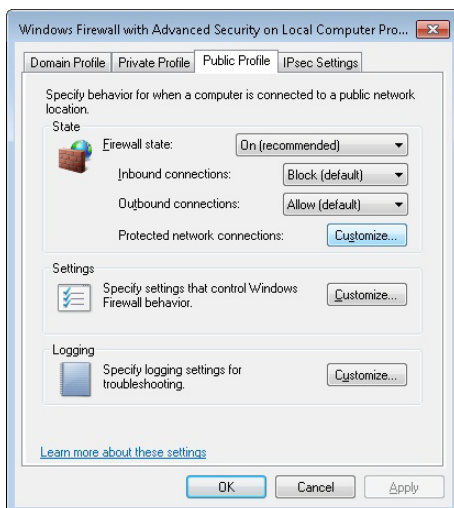 Windows Firewall with Advanced Security on Local Computer Pro...
Domain Profile Private Profile Public Profile IPsec Settings
Specify behavior for when a computer is connected to a public network
location.
State
Firewall state: On (recommended)
Inbound connections: Block (default)
Outbound connections: Allow (default)
Protected network connections: Customize...
Settings
Specify settings that control Windows
Firewall behavior.
Customize...
Logging
Specify logging settings for
troubleshooting.
Customize...
Learn more about these settings
OK Cancel Apply